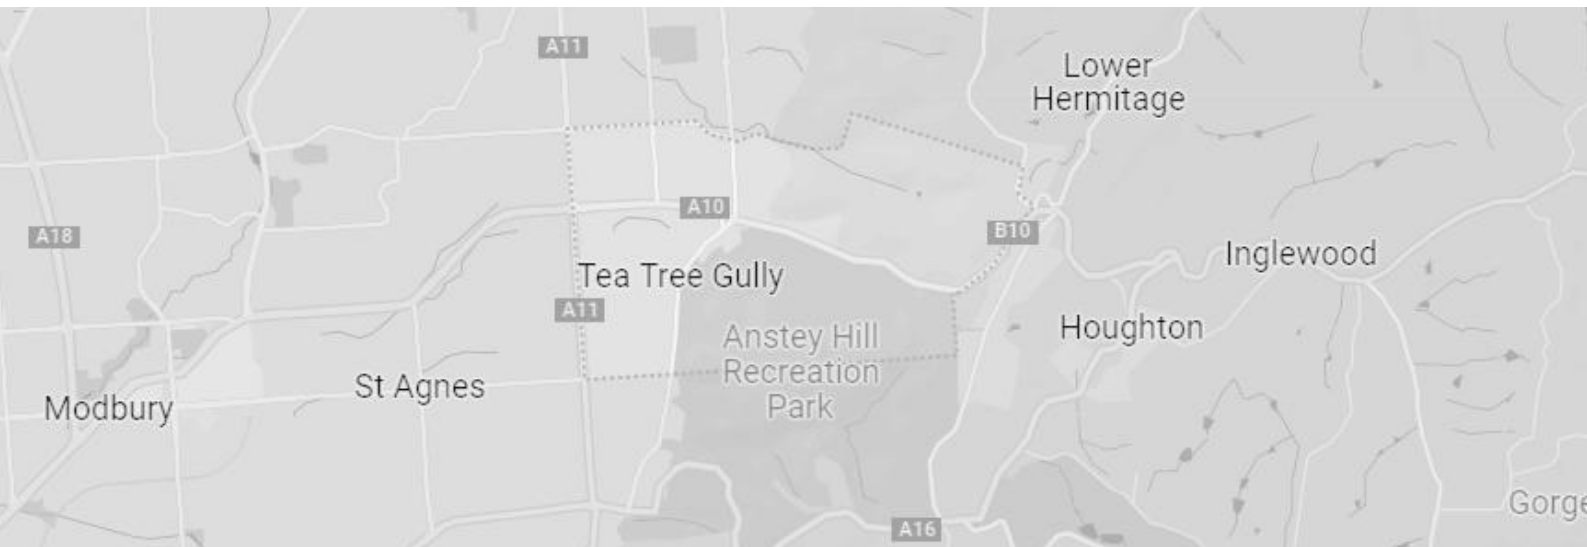 A11
Lower
Hermitage
A10
A18
B10
Inglewood
Tea Tree Gully
A11
Anstey Hill
Recreation
Park
Houghton
St Agnes
Modbury
Gorge
A16